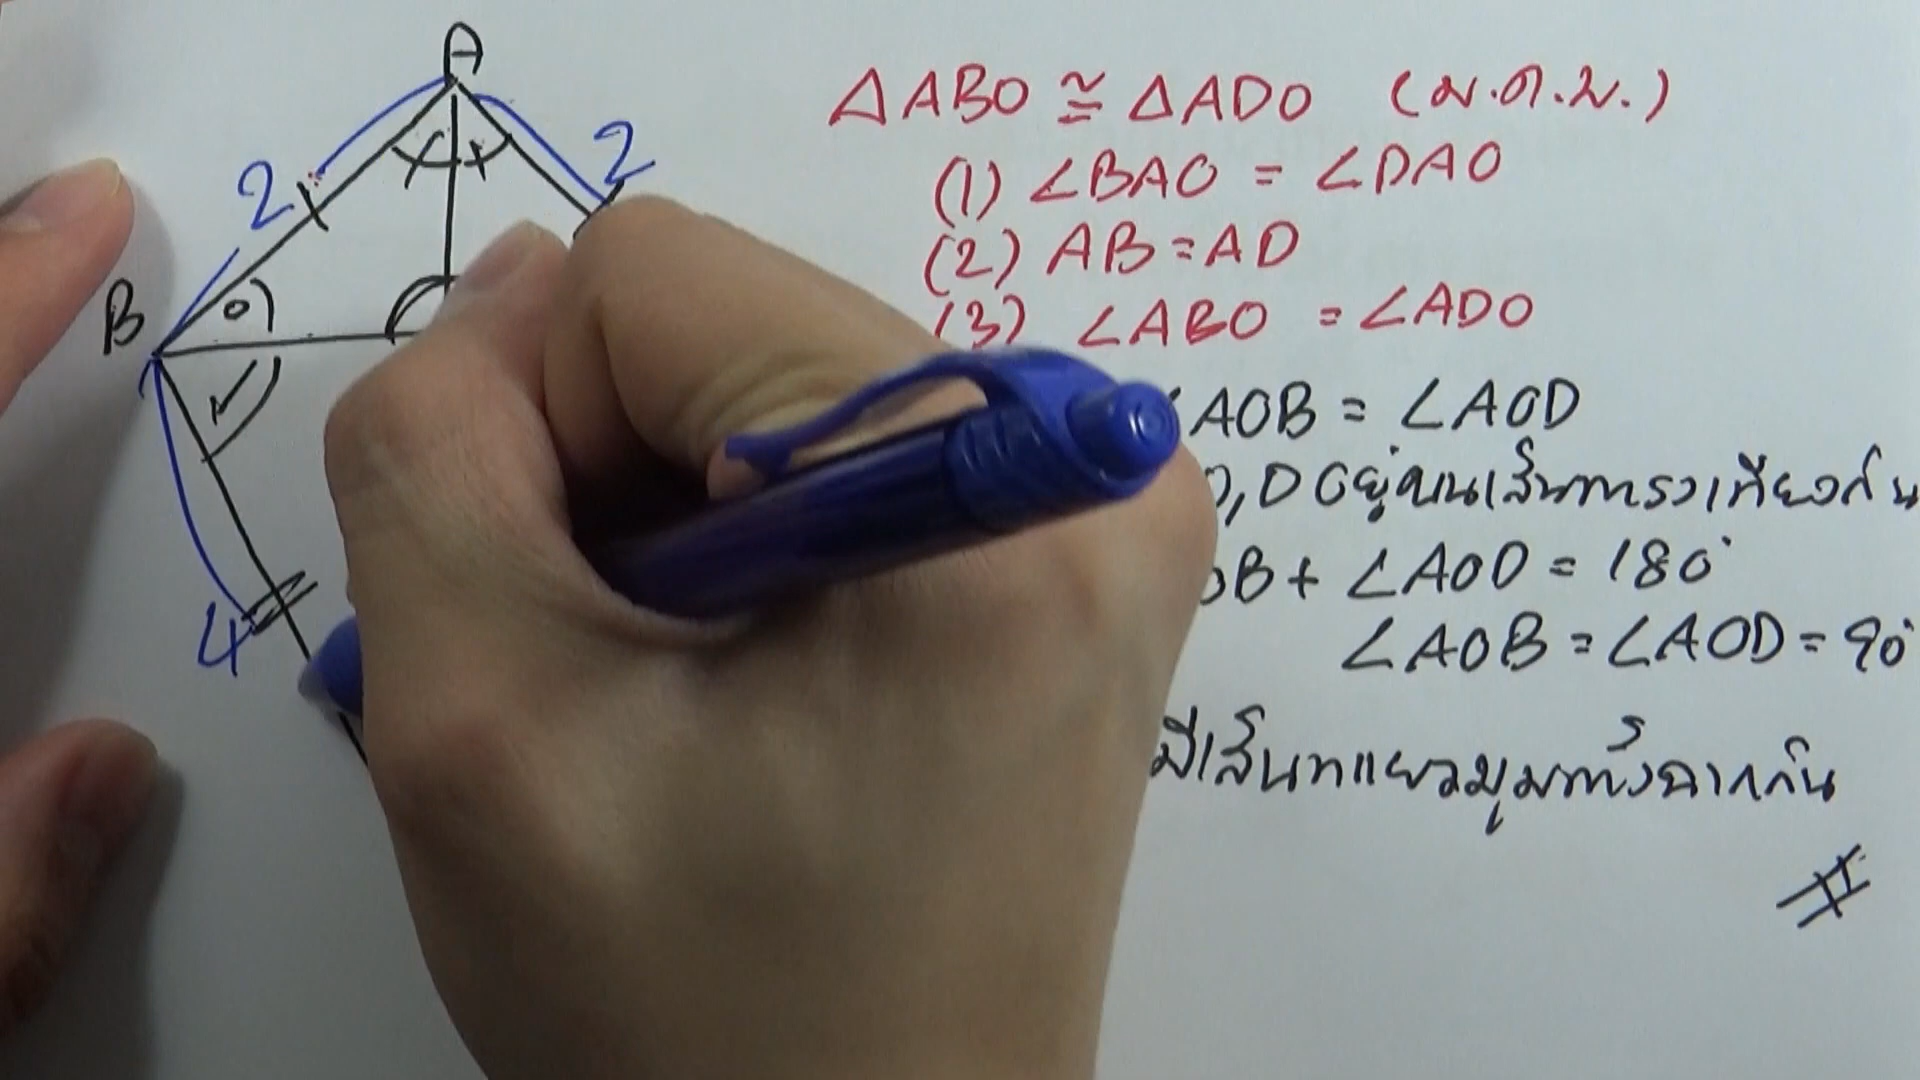 A
2
2
B
4
△ABO ≅ △ADO (ม.ด.ม.)
(1) ∠BAO = ∠DAO
(2) AB = AD
(3) ∠ABO = ∠ADO
∠AOB = ∠AOD
,D อยู่บนเส้นตรงเดียวกัน
OB + ∠AOD = 180°
∠AOB = ∠AOD = 90°
มีเส้นทแยงมุมตั้งฉากกัน
#